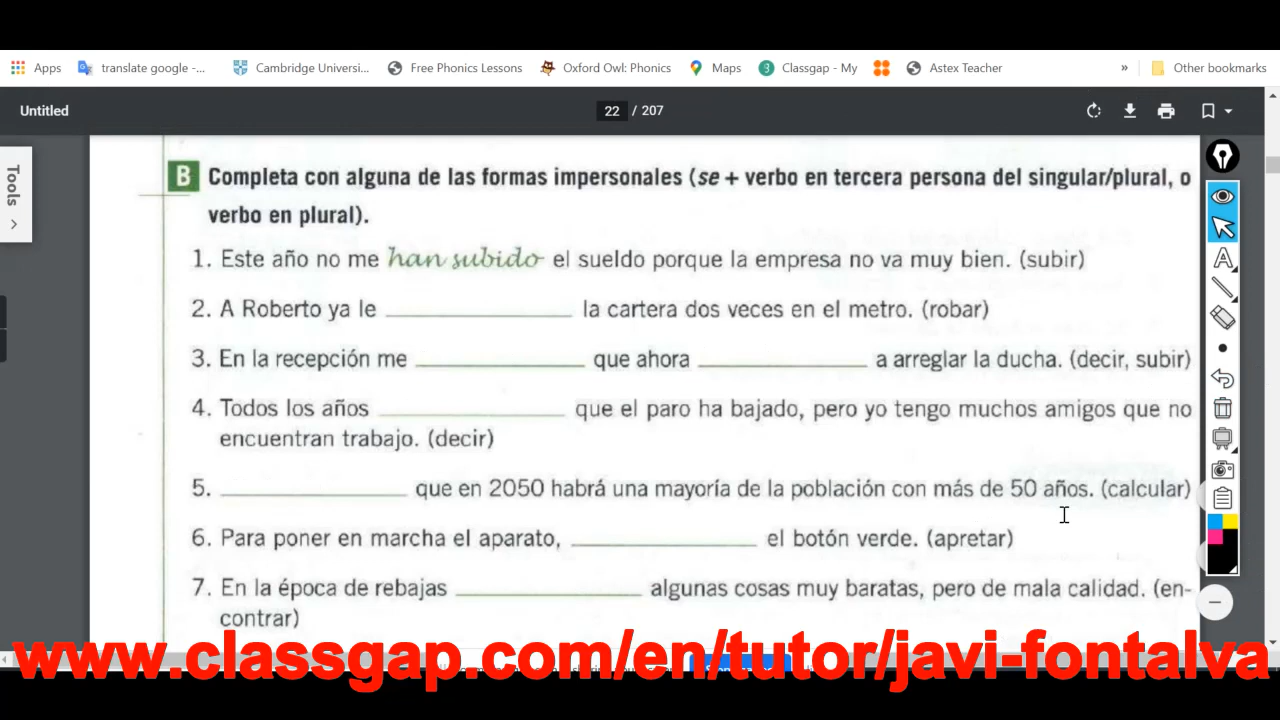 Apps translate google -... Cambridge Universi... Free Phonics Lessons Oxford Owl: Phonics Maps Classgap - My Astex Teacher » Other bookmarks
Untitled 22 / 207
Tools
B Completa con alguna de las formas impersonales (se + verbo en tercera persona del singular/plural, o
verbo en plural).
1. Este año no me han subido el sueldo porque la empresa no va muy bien. (subir)
2. A Roberto ya le ____________ la cartera dos veces en el metro. (robar)
3. En la recepción me ____________ que ahora ____________ a arreglar la ducha. (decir, subir)
4. Todos los años ____________ que el paro ha bajado, pero yo tengo muchos amigos que no
encuentran trabajo. (decir)
5. ____________ que en 2050 habrá una mayoría de la población con más de 50 años. (calcular)
6. Para poner en marcha el aparato, ____________ el botón verde. (apretar)
7. En la época de rebajas ____________ algunas cosas muy baratas, pero de mala calidad. (en-
contrar)
www.classgap.com/en/tutor/javi-fontalva